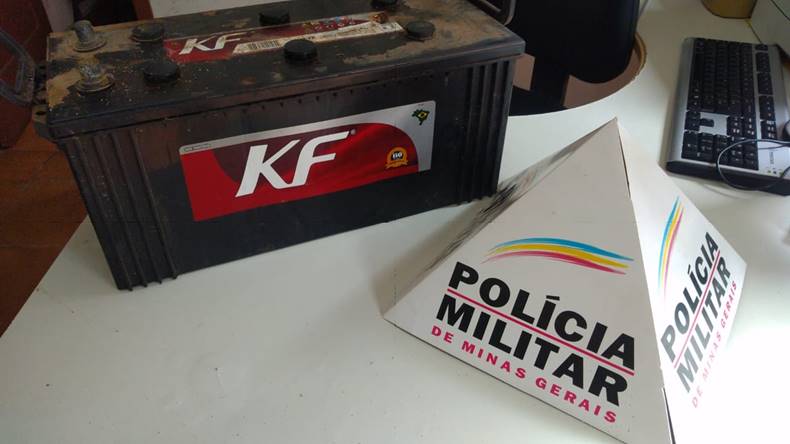 KF
KF
POLÍCIA
MILITAR
DE MINAS GERAIS
POLÍCIA
MILITAR
DE MINAS GERAIS